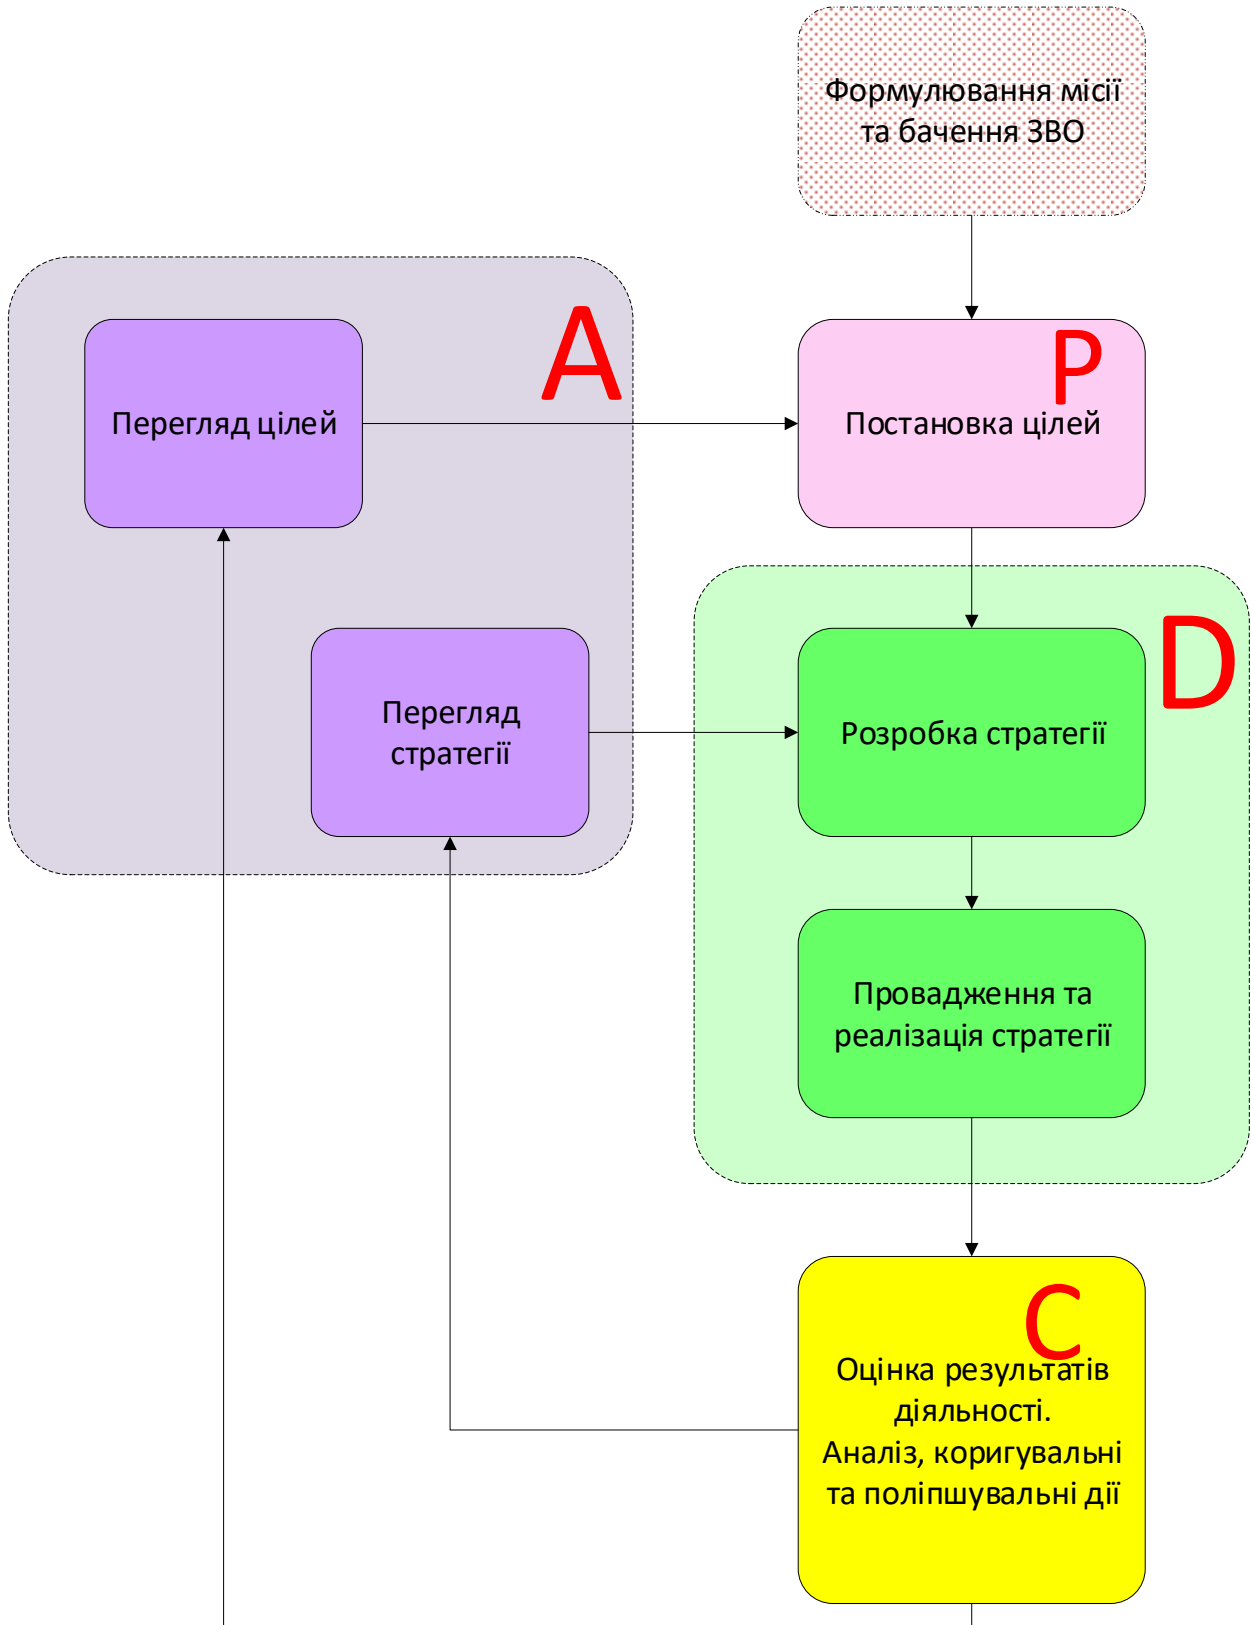 Формулювання місії
та бачення ЗВО
A
P
Перегляд цілей
Постановка цілей
D
Перегляд
стратегії
Розробка стратегії
Провадження та
реалізація стратегії
C
Оцінка результатів
діяльності.
Аналіз, коригувальні
та поліпшувальні дії